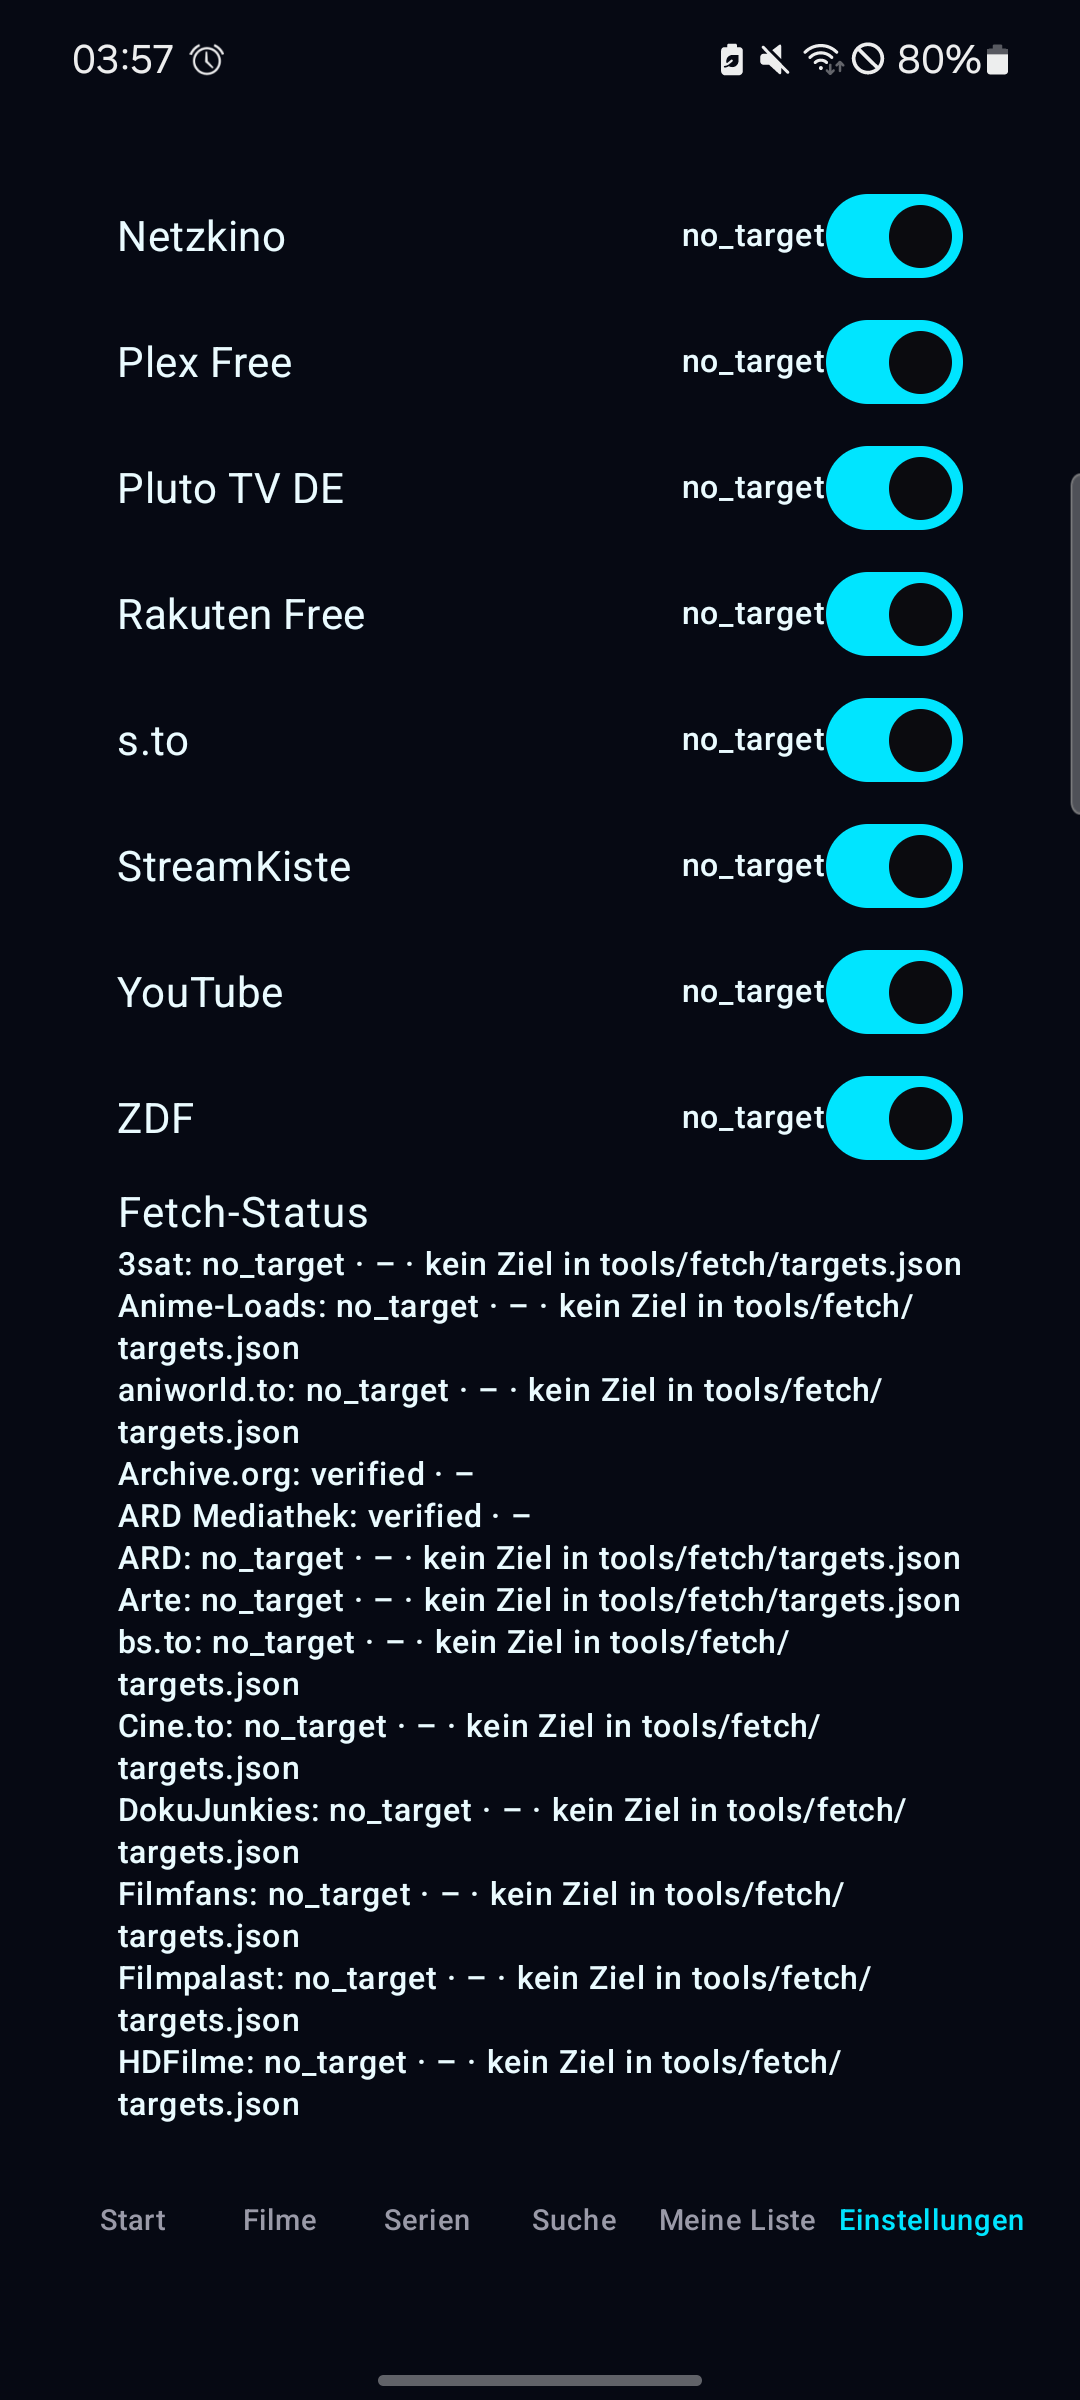 03:57 80%
Netzkino no_target
Plex Free no_target
Pluto TV DE no_target
Rakuten Free no_target
s.to no_target
StreamKiste no_target
YouTube no_target
ZDF no_target
Fetch-Status
3sat: no_target · – · kein Ziel in tools/fetch/targets.json
Anime-Loads: no_target · – · kein Ziel in tools/fetch/
targets.json
aniworld.to: no_target · – · kein Ziel in tools/fetch/
targets.json
Archive.org: verified · –
ARD Mediathek: verified · –
ARD: no_target · – · kein Ziel in tools/fetch/targets.json
Arte: no_target · – · kein Ziel in tools/fetch/targets.json
bs.to: no_target · – · kein Ziel in tools/fetch/
targets.json
Cine.to: no_target · – · kein Ziel in tools/fetch/
targets.json
DokuJunkies: no_target · – · kein Ziel in tools/fetch/
targets.json
Filmfans: no_target · – · kein Ziel in tools/fetch/
targets.json
Filmpalast: no_target · – · kein Ziel in tools/fetch/
targets.json
HDFilme: no_target · – · kein Ziel in tools/fetch/
targets.json
Start Filme Serien Suche Meine Liste Einstellungen